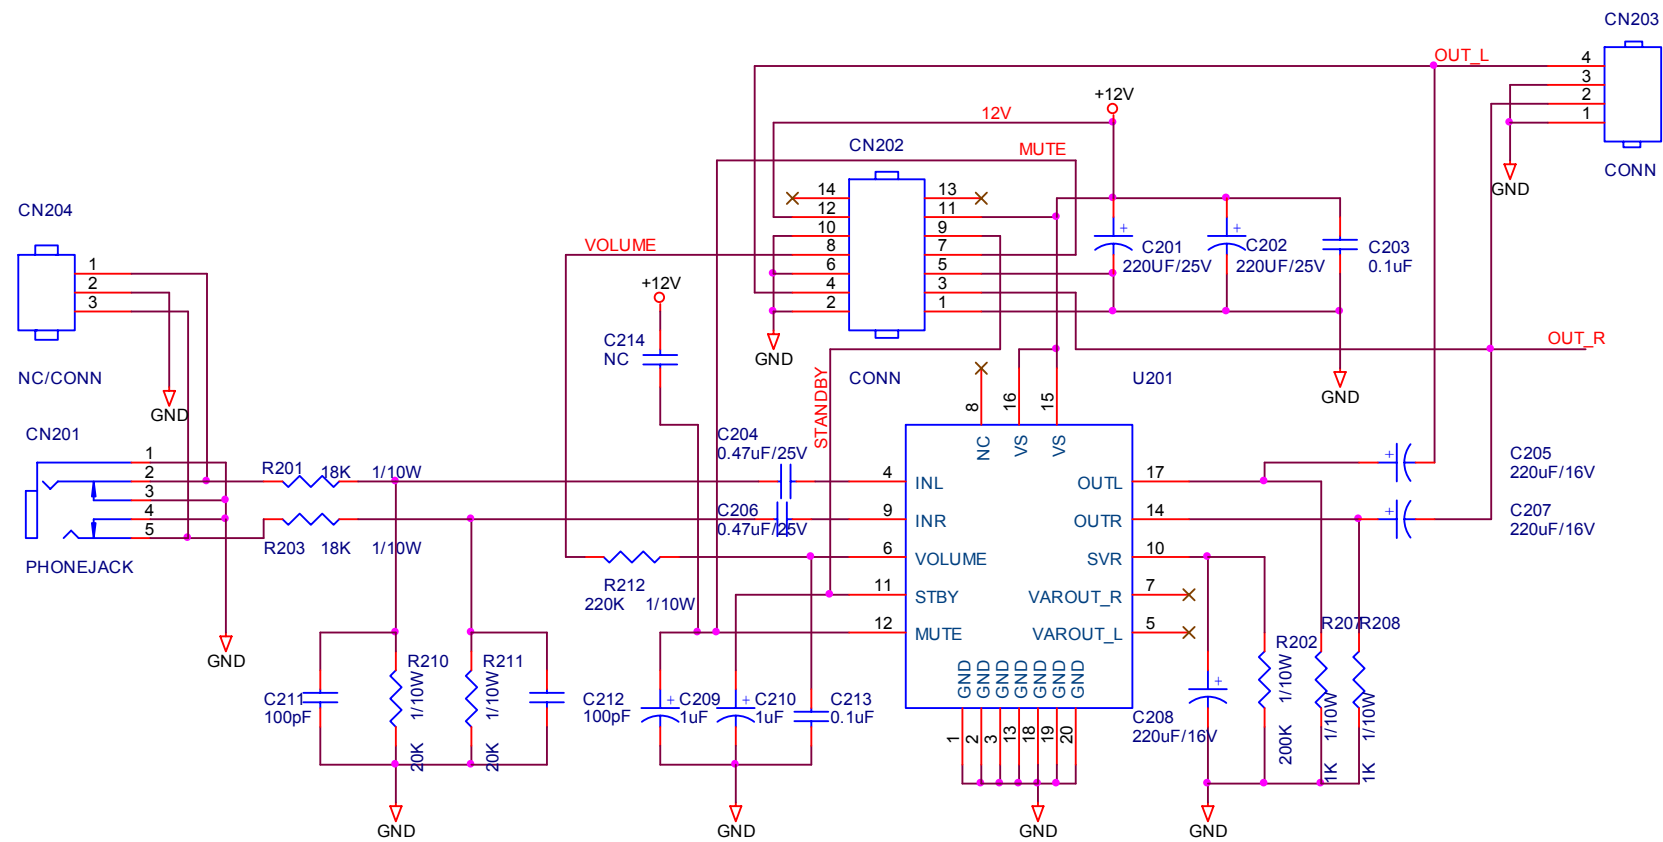 CN203
OUT_L
4
3
2
1
+12V
12V
CN202
MUTE
CONN
GND
14
13
12
11
10
9
8
7
6
5
4
3
2
1
CN204
1
2
3
NC/CONN
GND
VOLUME
+12V
C214
NC
GND
CONN
C201
220UF/25V
C202
220UF/25V
C203
0.1uF
OUT_R
GND
U201
STANDBY
CN201
1
2
3
4
5
PHONEJACK
GND
R201
18K
1/10W
R203
18K
1/10W
C204
0.47uF/25V
C206
0.47uF/25V
R212
220K
1/10W
8
16
15
NC
VS
VS
4
INL
9
INR
6
VOLUME
11
STBY
12
MUTE
OUTL
17
OUTR
14
SVR
10
VAROUT_R
7
VAROUT_L
5
GND
GND
GND
GND
GND
GND
GND
1
2
3
13
18
19
20
C205
220uF/16V
C207
220uF/16V
C211
100pF
R210
1/10W
20K
R211
1/10W
20K
C212
100pF
C209
1uF
C210
1uF
C213
0.1uF
C208
220uF/16V
R202
1/10W
200K
R207
1/10W
1K
R208
1/10W
1K
GND
GND
GND
GND